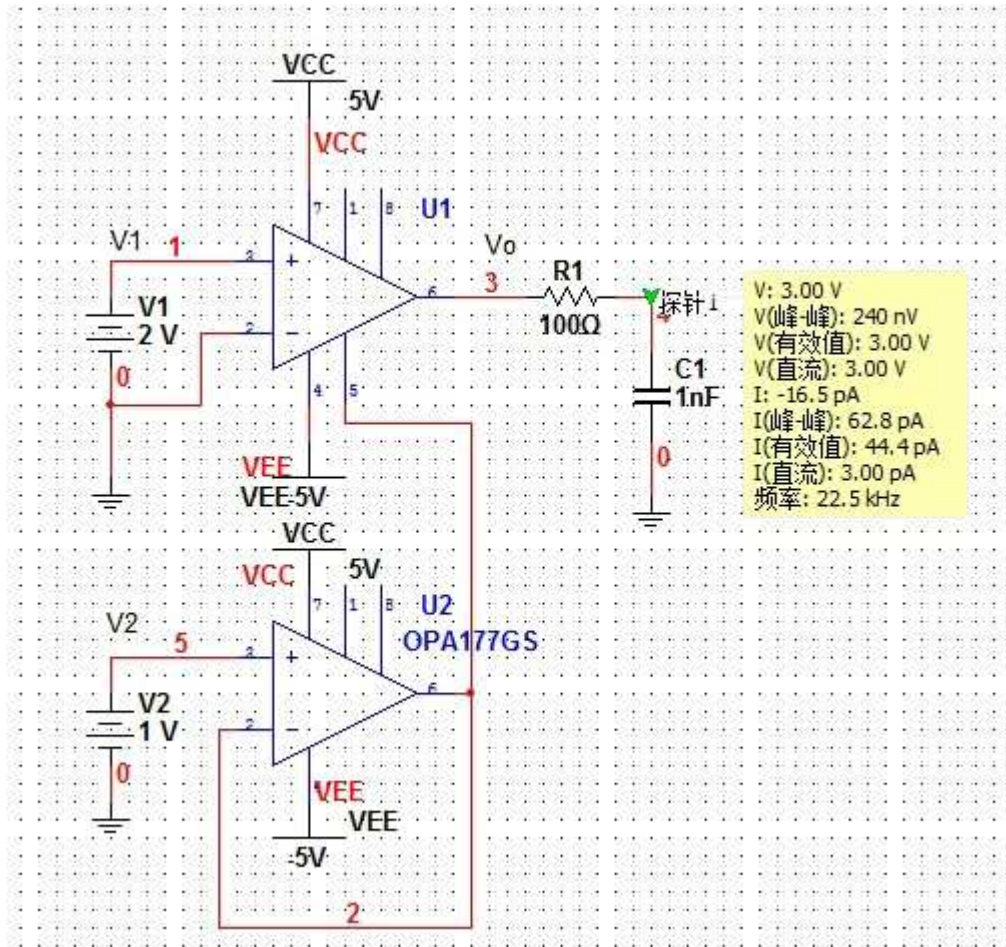 VCC
5V
VCC
7
1
8
U1
V1
1
3
+
Vo
3
R1
6
V1
2 V
2
−
100Ω
探针1
4
V: 3.00 V
V(峰-峰): 240 nV
V(有效值): 3.00 V
V(直流): 3.00 V
I: -16.5 pA
I(峰-峰): 62.8 pA
I(有效值): 44.4 pA
I(直流): 3.00 pA
频率: 22.5 kHz
0
4
5
C1
1nF
0
VEE
VEE-5V
VCC
VCC
5V
7
1
8
U2
OPA177GS
V2
5
3
+
6
V2
1 V
2
−
0
VEE
VEE
-5V
2